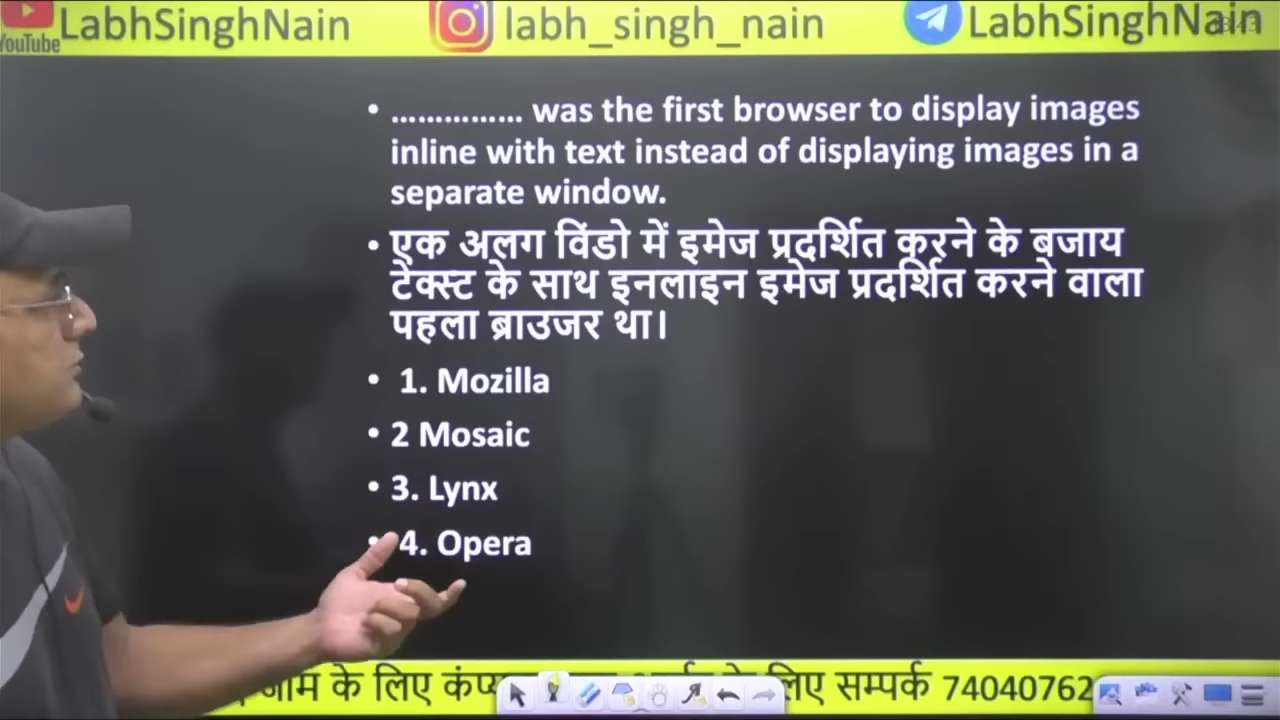 YouTube
LabhSinghNain
labh_singh_nain
LabhSinghNain
• ............... was the first browser to display images
inline with text instead of displaying images in a
separate window.
• एक अलग विंडो में इमेज प्रदर्शित करने के बजाय
टेक्स्ट के साथ इनलाइन इमेज प्रदर्शित करने वाला
पहला ब्राउजर था।
• 1. Mozilla
• 2 Mosaic
• 3. Lynx
• 4. Opera
के लिए सम्पर्क 74040762